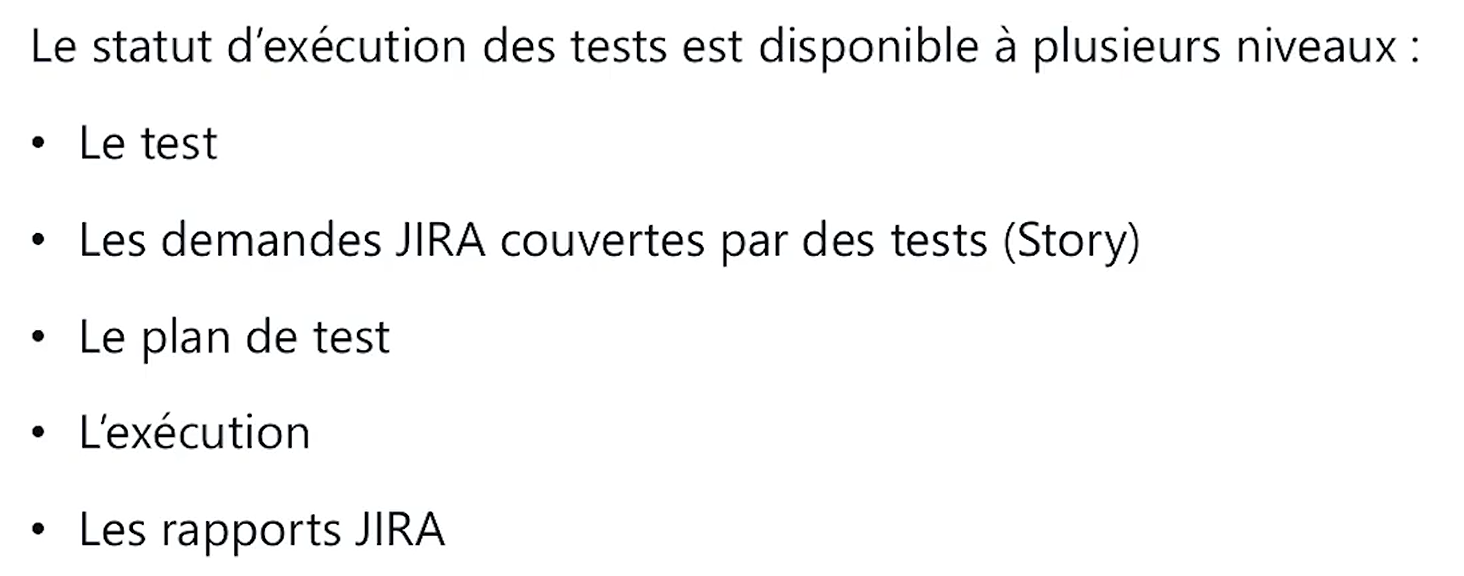 Le statut d’exécution des tests est disponible à plusieurs niveaux :
• Le test
• Les demandes JIRA couvertes par des tests (Story)
• Le plan de test
• L’exécution
• Les rapports JIRA